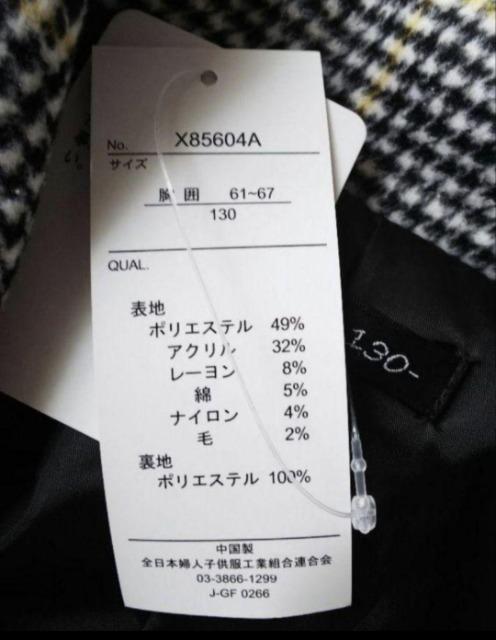 No. X85604A
サイズ
胸 囲 61~67
130
QUAL.
表地
ポリエステル 49%
アクリル 32%
レーヨン 8%
綿 5%
ナイロン 4%
毛 2%
裏地
ポリエステル 100%
中国製
全日本婦人子供服工業組合連合会
03-3866-1299
J-GF 0266
130-